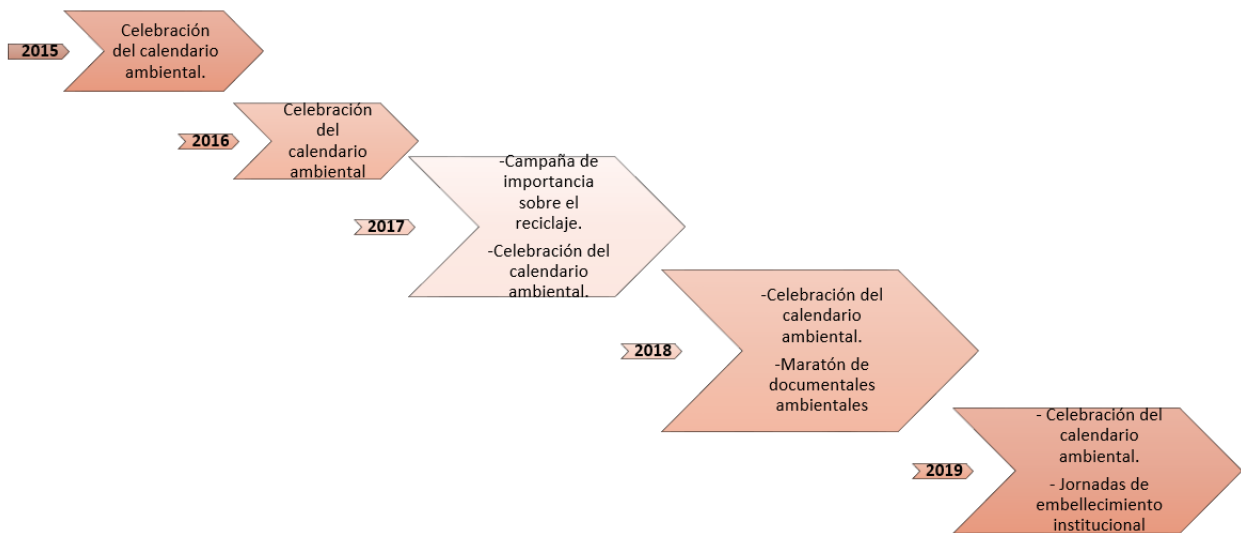 2015
Celebración
del calendario
ambiental.
2016
Celebración
del
calendario
ambiental
2017
-Campaña de
importancia
sobre el
reciclaje.
-Celebración del
calendario
ambiental.
2018
-Celebración del
calendario
ambiental.
-Maratón de
documentales
ambientales
2019
- Celebración del
calendario
ambiental.
- Jornadas de
embellecimiento
institucional